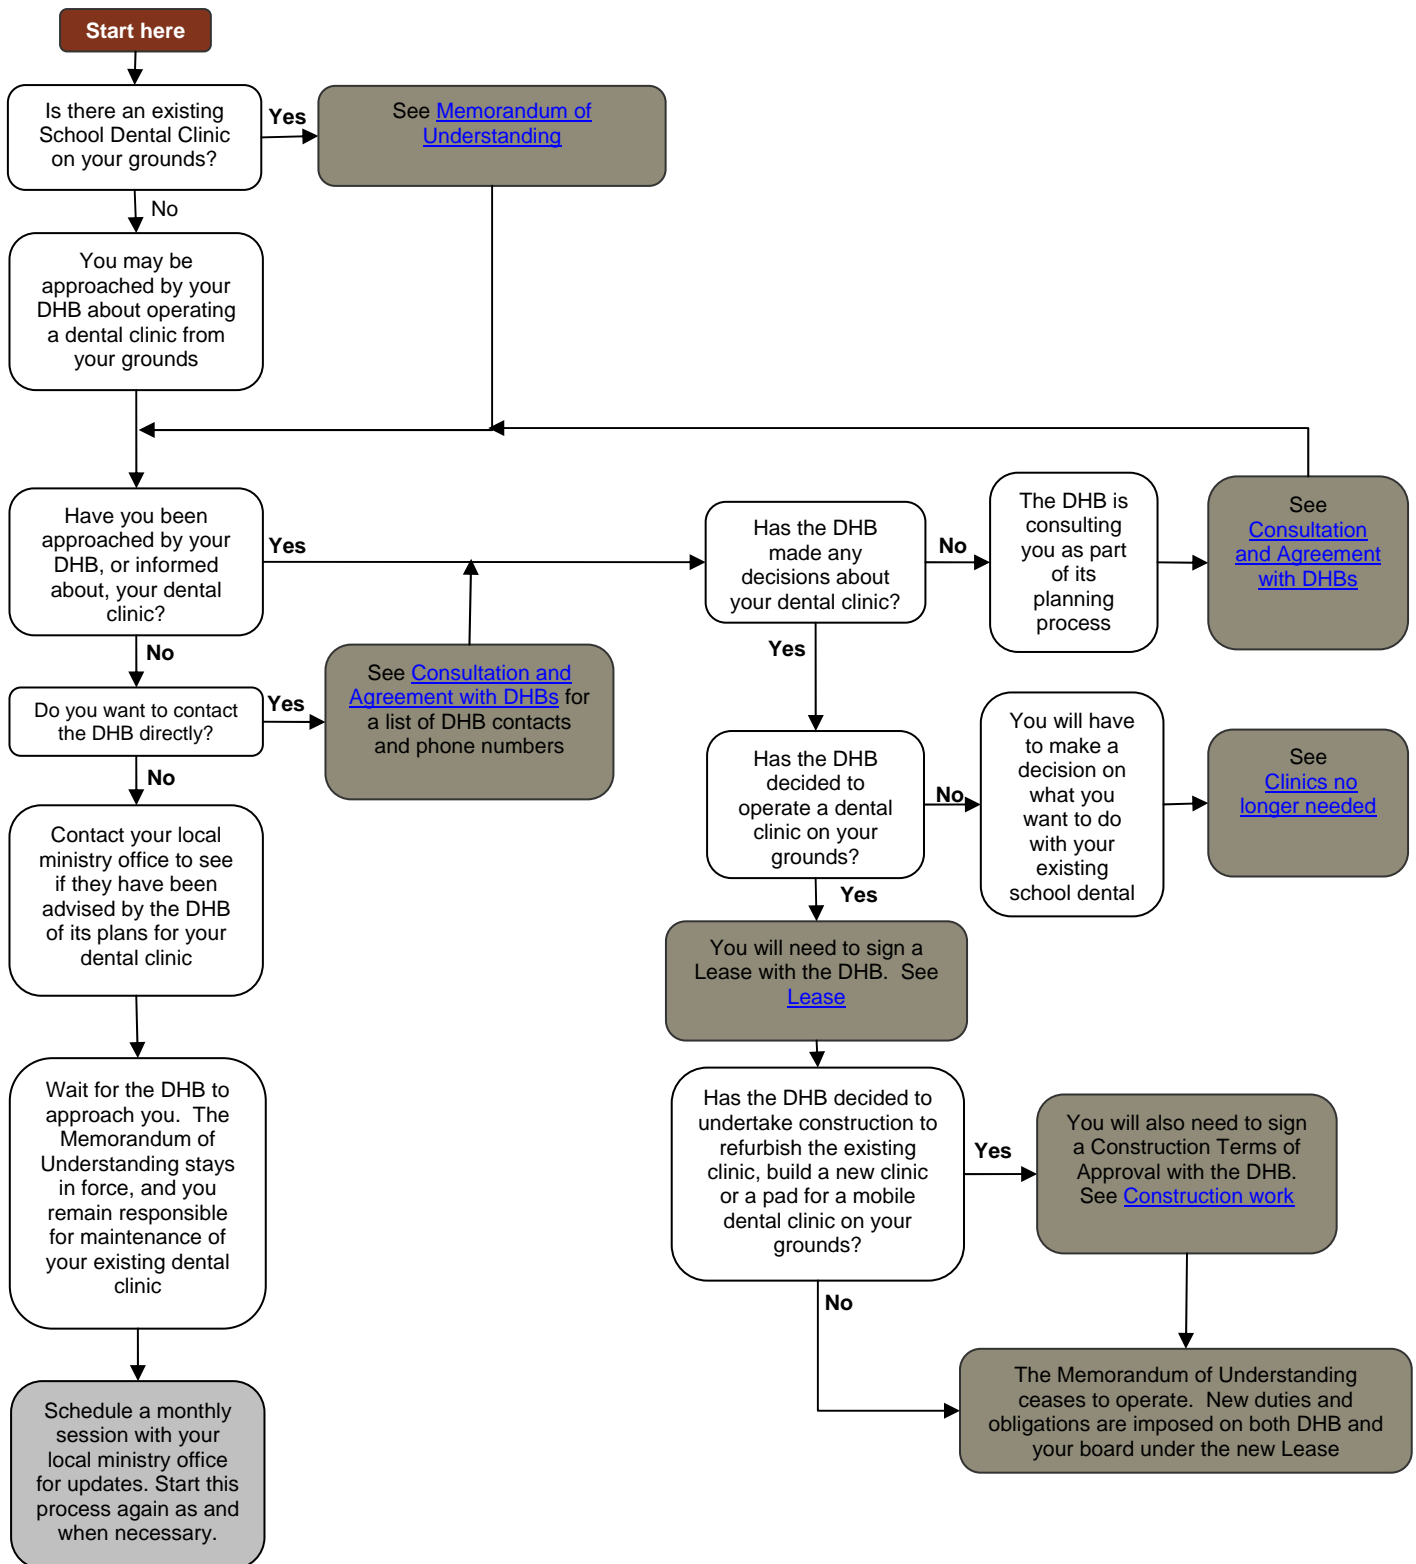 Start here
Is there an existing
School Dental Clinic
on your grounds?
Yes
See Memorandum of
Understanding
No
You may be
approached by your
DHB about operating
a dental clinic from
your grounds
Have you been
approached by your
DHB, or informed
about, your dental
clinic?
Yes
Has the DHB
made any
decisions about
your dental clinic?
No
The DHB is
consulting
you as part
of its
planning
process
See
Consultation
and Agreement
with DHBs
No
Do you want to contact
the DHB directly?
Yes
See Consultation and
Agreement with DHBs for
a list of DHB contacts
and phone numbers
Yes
Has the DHB
decided to
operate a dental
clinic on your
grounds?
No
You will have
to make a
decision on
what you
want to do
with your
existing
school dental
See
Clinics no
longer needed
No
Contact your local
ministry office to see
if they have been
advised by the DHB
of its plans for your
dental clinic
Yes
You will need to sign a
Lease with the DHB.  See
Lease
Wait for the DHB to
approach you.  The
Memorandum of
Understanding stays
in force, and you
remain responsible
for maintenance of
your existing dental
clinic
Has the DHB decided to
undertake construction to
refurbish the existing
clinic, build a new clinic
or a pad for a mobile
dental clinic on your
grounds?
Yes
You will also need to sign
a Construction Terms of
Approval with the DHB.
See Construction work
No
The Memorandum of Understanding
ceases to operate.  New duties and
obligations are imposed on both DHB and
your board under the new Lease
Schedule a monthly
session with your
local ministry office
for updates. Start this
process again as and
when necessary.